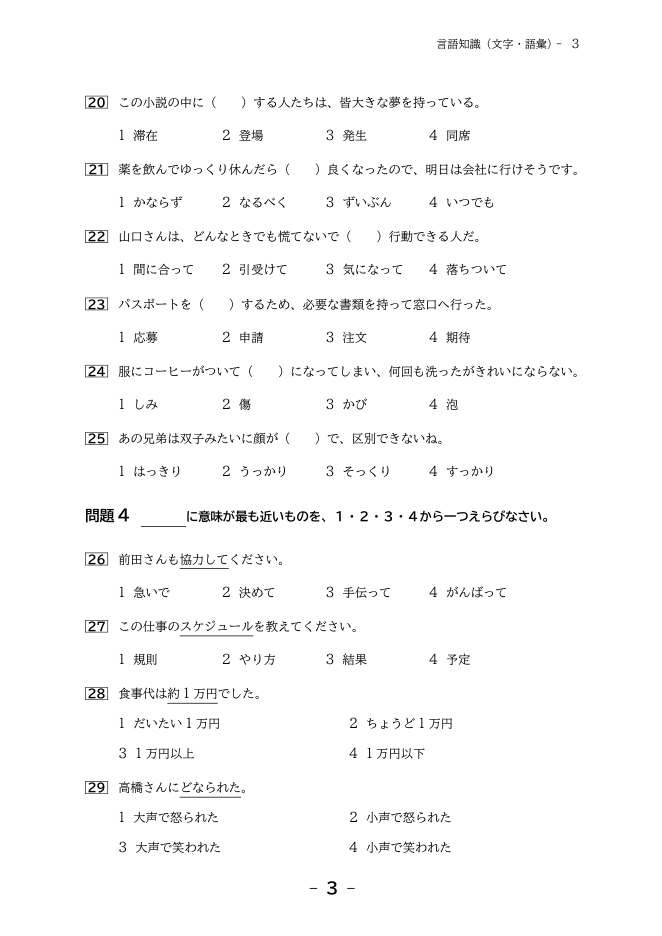 言語知識（文字・語彙）－ 3
20 この小説の中に（　　）する人たちは、皆大きな夢を持っている。
1 滞在　2 登場　3 発生　4 同席
21 薬を飲んでゆっくり休んだら（　　）良くなったので、明日は会社に行けそうです。
1 かならず　2 なるべく　3 ずいぶん　4 いつでも
22 山口さんは、どんなときでも慌てないで（　　）行動できる人だ。
1 間に合って　2 引受けて　3 気になって　4 落ちついて
23 パスポートを（　　）するため、必要な書類を持って窓口へ行った。
1 応募　2 申請　3 注文　4 期待
24 服にコーヒーがついて（　　）になってしまい、何回も洗ったがきれいにならない。
1 しみ　2 傷　3 かび　4 泡
25 あの兄弟は双子みたいに顔が（　　）で、区別できないね。
1 はっきり　2 うっかり　3 そっくり　4 すっかり
問題４ ＿＿＿に意味が最も近いものを、１・２・３・４から一つえらびなさい。
26 前田さんも協力してください。
1 急いで　2 決めて　3 手伝って　4 がんばって
27 この仕事のスケジュールを教えてください。
1 規則　2 やり方　3 結果　4 予定
28 食事代は約１万円でした。
1 だいたい１万円　2 ちょうど１万円
3 １万円以上　4 １万円以下
29 高橋さんにどなられた。
1 大声で怒られた　2 小声で怒られた
3 大声で笑われた　4 小声で笑われた
－ 3 －